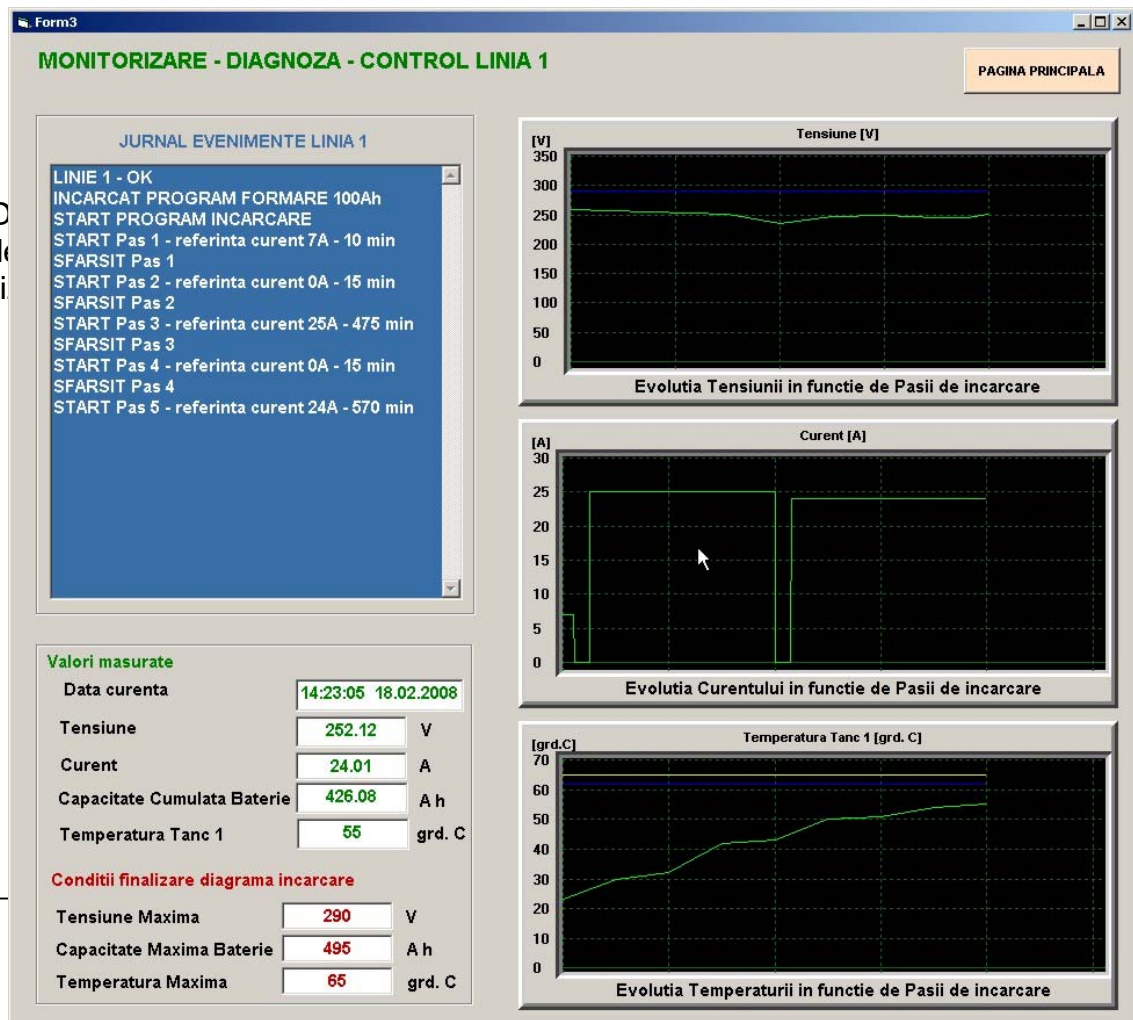 Form3
MONITORIZARE - DIAGNOZA - CONTROL LINIA 1
PAGINA PRINCIPALA
JURNAL EVENIMENTE LINIA 1
LINIE 1 - OK
INCARCAT PROGRAM FORMARE 100Ah
START PROGRAM INCARCARE
START Pas 1 - referinta curent 7A - 10 min
SFARSIT Pas 1
START Pas 2 - referinta curent 0A - 15 min
SFARSIT Pas 2
START Pas 3 - referinta curent 25A - 475 min
SFARSIT Pas 3
START Pas 4 - referinta curent 0A - 15 min
SFARSIT Pas 4
START Pas 5 - referinta curent 24A - 570 min
Valori masurate
Data curenta 14:23:05 18.02.2008
Tensiune 252.12 V
Curent 24.01 A
Capacitate Cumulata Baterie 426.08 A h
Temperatura Tanc 1 55 grd. C
Conditii finalizare diagrama incarcare
Tensiune Maxima 290 V
Capacitate Maxima Baterie 495 A h
Temperatura Maxima 65 grd. C
[V] Tensiune [V]
350
300
250
200
150
100
50
0
Evolutia Tensiunii in functie de Pasii de incarcare
[A] Curent [A]
30
25
20
15
10
5
0
Evolutia Curentului in functie de Pasii de incarcare
[grd.C] Temperatura Tanc 1 [grd. C]
70
60
50
40
30
20
10
0
Evolutia Temperaturii in functie de Pasii de incarcare